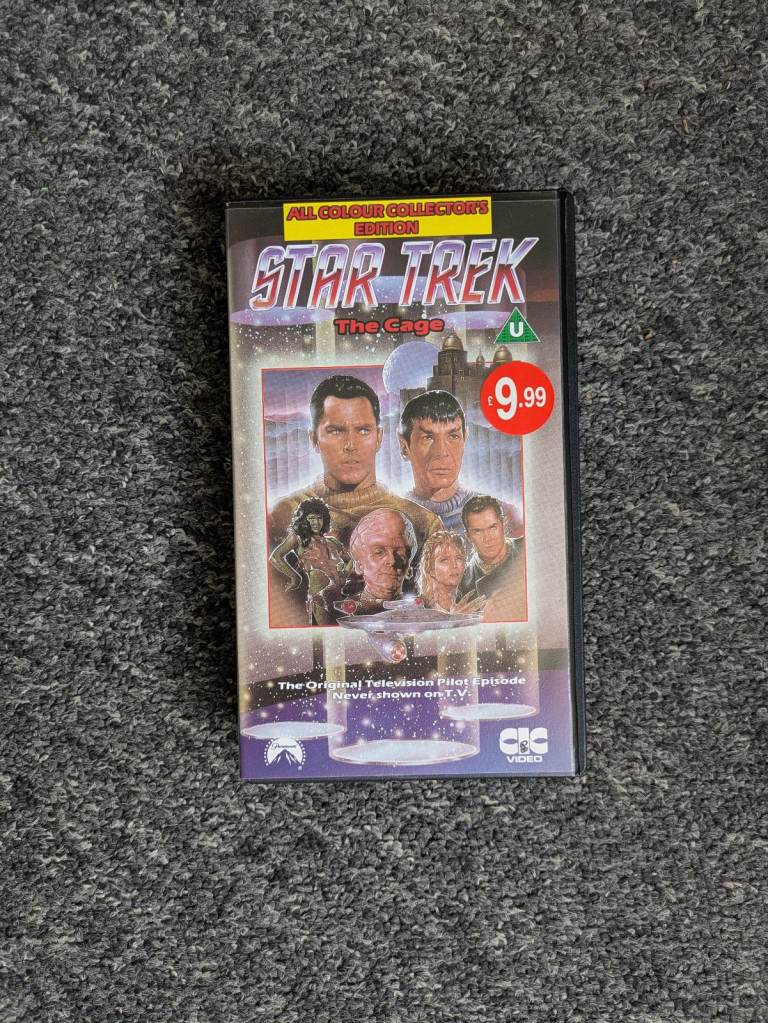 ALL COLOUR COLLECTOR'S
EDITION
STAR TREK
The Cage
U
£9.99
The Original Television Pilot Episode
Never shown on T.V.
Paramount
®
CIC
VIDEO